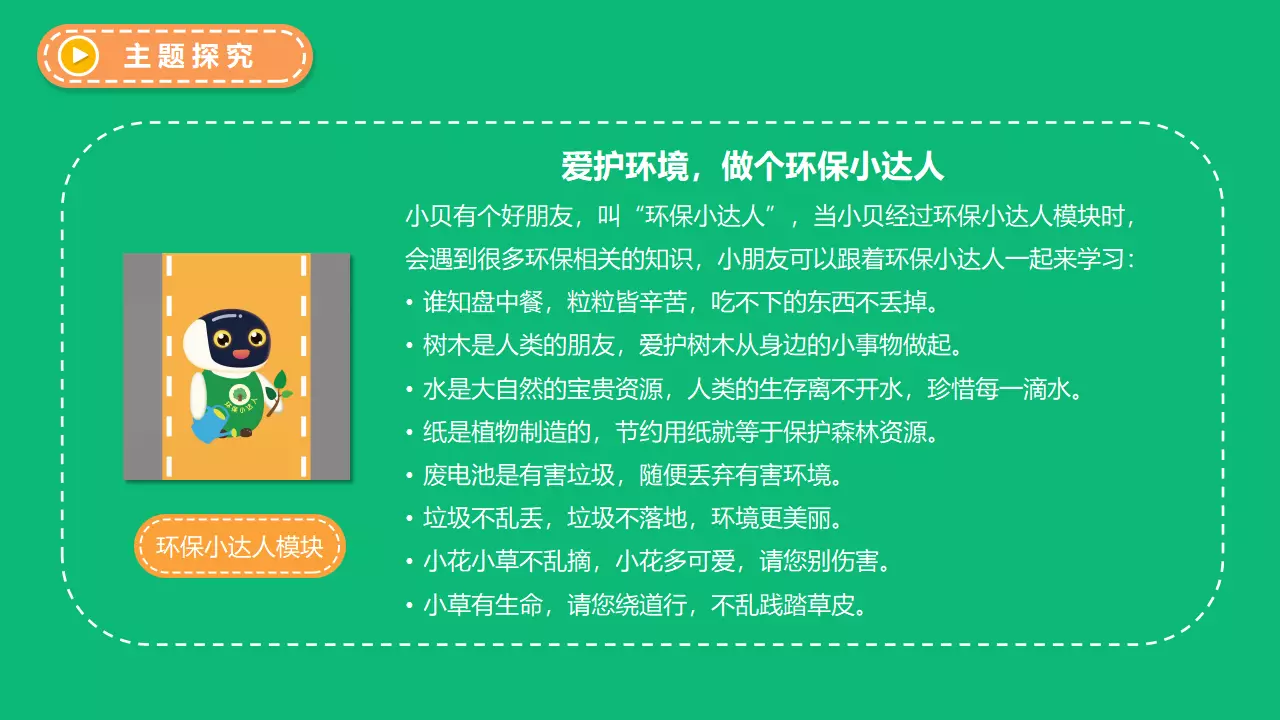 主题探究
爱护环境，做个环保小达人
小贝有个好朋友，叫“环保小达人”，当小贝经过环保小达人模块时，
会遇到很多环保相关的知识，小朋友可以跟着环保小达人一起来学习：
• 谁知盘中餐，粒粒皆辛苦，吃不下的东西不丢掉。
• 树木是人类的朋友，爱护树木从身边的小事物做起。
• 水是大自然的宝贵资源，人类的生存离不开水，珍惜每一滴水。
• 纸是植物制造的，节约用纸就等于保护森林资源。
• 废电池是有害垃圾，随便丢弃有害环境。
• 垃圾不乱丢，垃圾不落地，环境更美丽。
• 小花小草不乱摘，小花多可爱，请您别伤害。
• 小草有生命，请您绕道行，不乱践踏草皮。
环保小达人
环保小达人模块